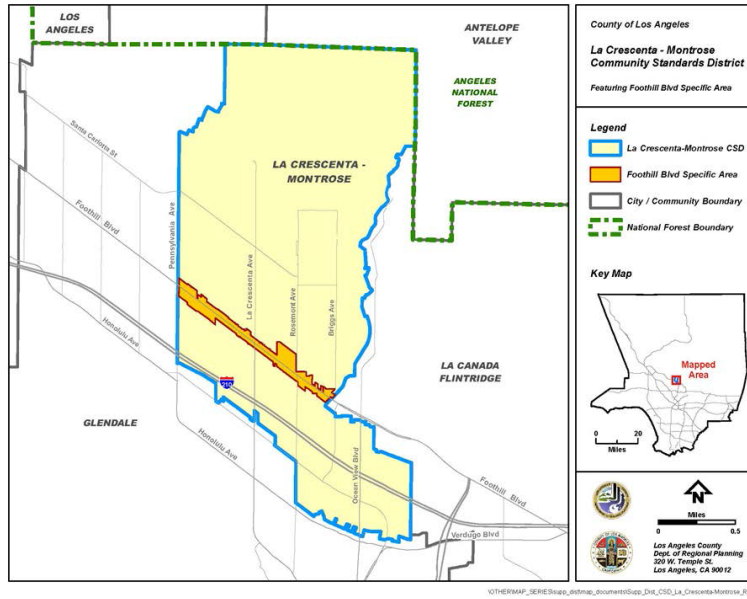 LOS
ANGELES
ANTELOPE
VALLEY
ANGELES
NATIONAL
FOREST
Santa Carlotta St
LA CRESCENTA -
MONTROSE
Foothill Blvd
Pennsylvania Ave
La Crescenta Ave
Rosemont Ave
Briggs Ave
Honolulu Ave
210
LA CANADA
FLINTRIDGE
GLENDALE
Honolulu Ave
Ocean View Blvd
Foothill Blvd
Verdugo Blvd
County of Los Angeles
La Crescenta - Montrose
Community Standards District
Featuring Foothill Blvd Specific Area
Legend
La Crescenta-Montrose CSD
Foothill Blvd Specific Area
City / Community Boundary
National Forest Boundary
Key Map
Mapped
Area
0 20
Miles
N
Miles
0 0.5
Los Angeles County
Dept. of Regional Planning
320 W. Temple St.
Los Angeles, CA 90012